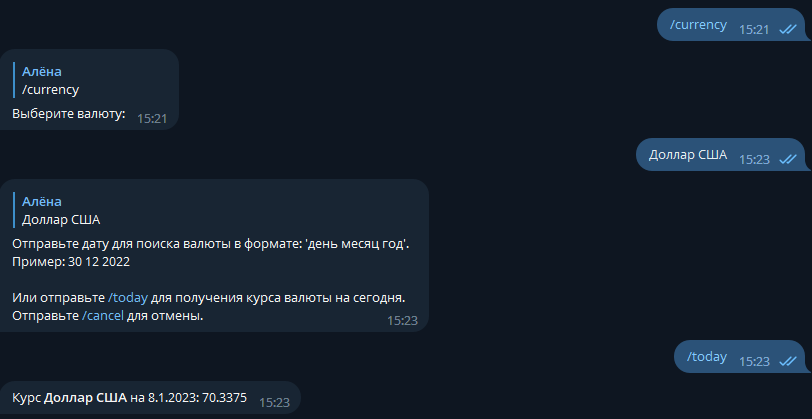 /currency 15:21
Алёна
/currency
Выберите валюту: 15:21
Доллар США 15:23
Алёна
Доллар США
Отправьте дату для поиска валюты в формате: 'день месяц год'.
Пример: 30 12 2022
Или отправьте /today для получения курса валюты на сегодня.
Отправьте /cancel для отмены. 15:23
/today 15:23
Курс Доллар США на 8.1.2023: 70.3375 15:23